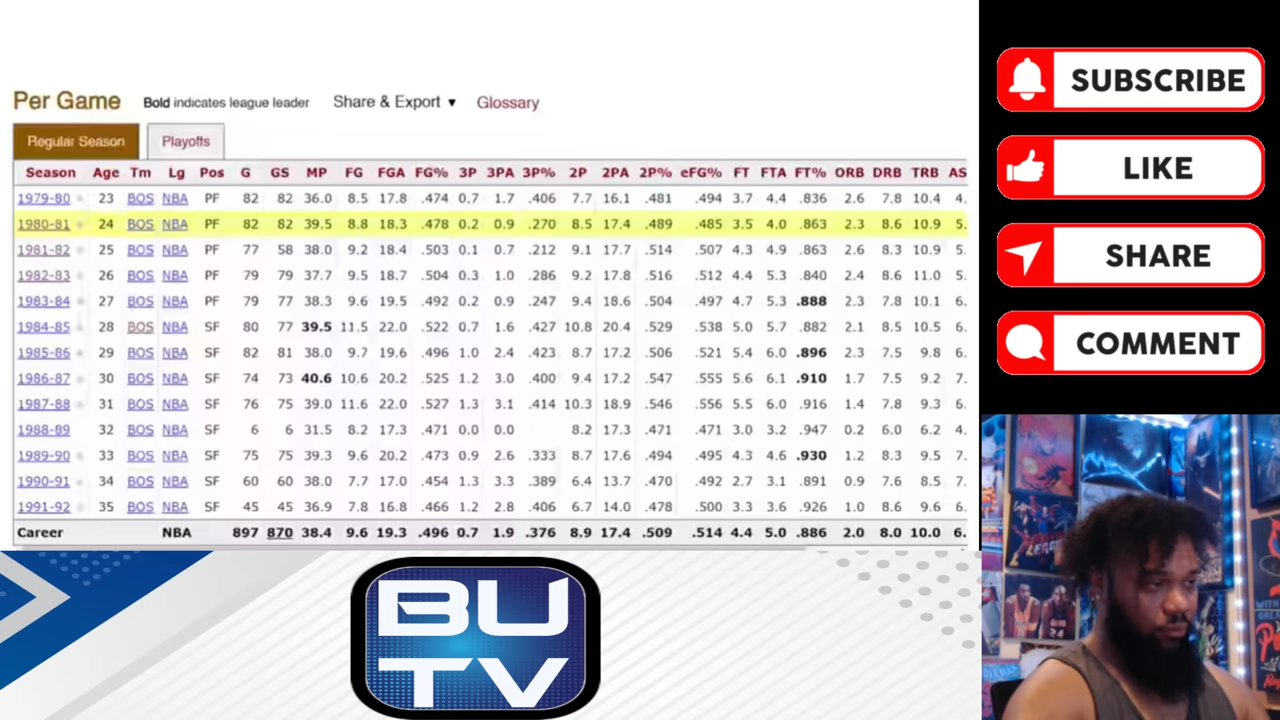 Per Game Bold indicates league leader Share & Export ▼ Glossary
Regular Season Playoffs
Season Age Tm Lg Pos G GS MP FG FGA FG% 3P 3PA 3P% 2P 2PA 2P% eFG% FT FTA FT% ORB DRB TRB AS
1979-80 23 BOS NBA PF 82 82 36.0 8.5 17.8 .474 0.7 1.7 .406 7.7 16.1 .481 .494 3.7 4.4 .836 2.6 7.8 10.4 4.
1980-81 24 BOS NBA PF 82 82 39.5 8.8 18.3 .478 0.2 0.9 .270 8.5 17.4 .489 .485 3.5 4.0 .863 2.3 8.6 10.9 5.
1981-82 25 BOS NBA PF 77 58 38.0 9.2 18.4 .503 0.1 0.7 .212 9.1 17.7 .514 .507 4.3 4.9 .863 2.6 8.3 10.9 5.
1982-83 26 BOS NBA PF 79 79 37.7 9.5 18.7 .504 0.3 1.0 .286 9.2 17.8 .516 .512 4.4 5.3 .840 2.4 8.6 11.0 5.
1983-84 27 BOS NBA PF 79 77 38.3 9.6 19.5 .492 0.2 0.9 .247 9.4 18.6 .504 .497 4.7 5.3 .888 2.3 7.8 10.1 6.
1984-85 28 BOS NBA SF 80 77 39.5 11.5 22.0 .522 0.7 1.6 .427 10.8 20.4 .529 .538 5.0 5.7 .882 2.1 8.5 10.5 6.
1985-86 29 BOS NBA SF 82 81 38.0 9.7 19.6 .496 1.0 2.4 .423 8.7 17.2 .506 .521 5.4 6.0 .896 2.3 7.5 9.8 6.
1986-87 30 BOS NBA SF 74 73 40.6 10.6 20.2 .525 1.2 3.0 .400 9.4 17.2 .547 .555 5.6 6.1 .910 1.7 7.5 9.2 7.
1987-88 31 BOS NBA SF 76 75 39.0 11.6 22.0 .527 1.3 3.1 .414 10.3 18.9 .546 .556 5.5 6.0 .916 1.4 7.8 9.3 6.
1988-89 32 BOS NBA SF 6 6 31.5 8.2 17.3 .471 0.0 0.0 8.2 17.3 .471 .471 3.0 3.2 .947 0.2 6.0 6.2 4.
1989-90 33 BOS NBA SF 75 75 39.3 9.6 20.2 .473 0.9 2.6 .333 8.7 17.6 .494 .495 4.3 4.6 .930 1.2 8.3 9.5 7.
1990-91 34 BOS NBA SF 60 60 38.0 7.7 17.0 .454 1.3 3.3 .389 6.4 13.7 .470 .492 2.7 3.1 .891 0.9 7.6 8.5 7.
1991-92 35 BOS NBA SF 45 45 36.9 7.8 16.8 .466 1.2 2.8 .406 6.7 14.0 .478 .500 3.3 3.6 .926 1.0 8.6 9.6 6.
Career NBA 897 870 38.4 9.6 19.3 .496 0.7 1.9 .376 8.9 17.4 .509 .514 4.4 5.0 .886 2.0 8.0 10.0 6.
SUBSCRIBE
LIKE
SHARE
COMMENT
BU
TV